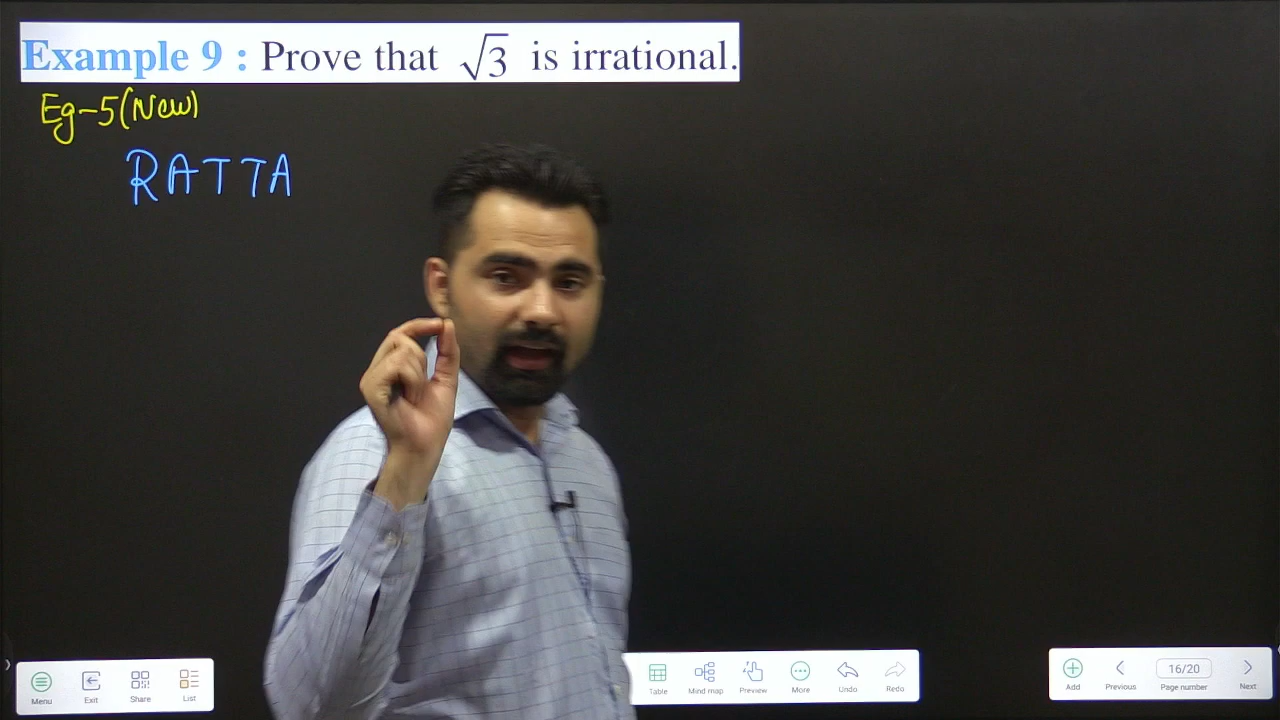 Example 9 : Prove that √3 is irrational.
Eg-5(New)
RATTA
Menu Exit Share List Table Mind map Preview More Undo Redo Add Previous 16/20 Page number Next